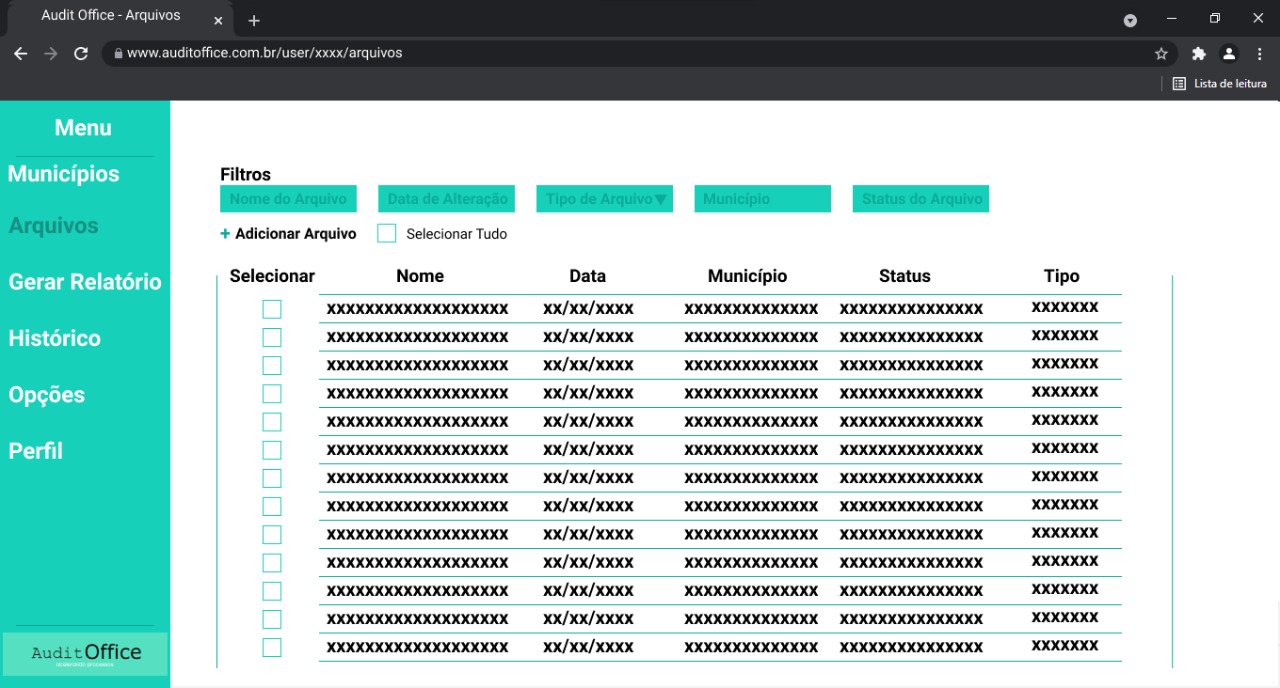 Audit Office - Arquivos
www.auditoffice.com.br/user/xxxx/arquivos
Lista de leitura
Menu
Municípios
Arquivos
Gerar Relatório
Histórico
Opções
Perfil
AuditOffice
Filtros
Nome do Arquivo Data de Alteração Tipo de Arquivo▼ Município Status do Arquivo
+ Adicionar Arquivo Selecionar Tudo
Selecionar Nome Data Município Status Tipo
xxxxxxxxxxxxxxxxxxx xx/xx/xxxx xxxxxxxxxxxxxx xxxxxxxxxxxxxxx xxxxxxx
xxxxxxxxxxxxxxxxxxx xx/xx/xxxx xxxxxxxxxxxxxx xxxxxxxxxxxxxxx xxxxxxx
xxxxxxxxxxxxxxxxxxx xx/xx/xxxx xxxxxxxxxxxxxx xxxxxxxxxxxxxxx xxxxxxx
xxxxxxxxxxxxxxxxxxx xx/xx/xxxx xxxxxxxxxxxxxx xxxxxxxxxxxxxxx xxxxxxx
xxxxxxxxxxxxxxxxxxx xx/xx/xxxx xxxxxxxxxxxxxx xxxxxxxxxxxxxxx xxxxxxx
xxxxxxxxxxxxxxxxxxx xx/xx/xxxx xxxxxxxxxxxxxx xxxxxxxxxxxxxxx xxxxxxx
xxxxxxxxxxxxxxxxxxx xx/xx/xxxx xxxxxxxxxxxxxx xxxxxxxxxxxxxxx xxxxxxx
xxxxxxxxxxxxxxxxxxx xx/xx/xxxx xxxxxxxxxxxxxx xxxxxxxxxxxxxxx xxxxxxx
xxxxxxxxxxxxxxxxxxx xx/xx/xxxx xxxxxxxxxxxxxx xxxxxxxxxxxxxxx xxxxxxx
xxxxxxxxxxxxxxxxxxx xx/xx/xxxx xxxxxxxxxxxxxx xxxxxxxxxxxxxxx xxxxxxx
xxxxxxxxxxxxxxxxxxx xx/xx/xxxx xxxxxxxxxxxxxx xxxxxxxxxxxxxxx xxxxxxx
xxxxxxxxxxxxxxxxxxx xx/xx/xxxx xxxxxxxxxxxxxx xxxxxxxxxxxxxxx xxxxxxx
xxxxxxxxxxxxxxxxxxx xx/xx/xxxx xxxxxxxxxxxxxx xxxxxxxxxxxxxxx xxxxxxx